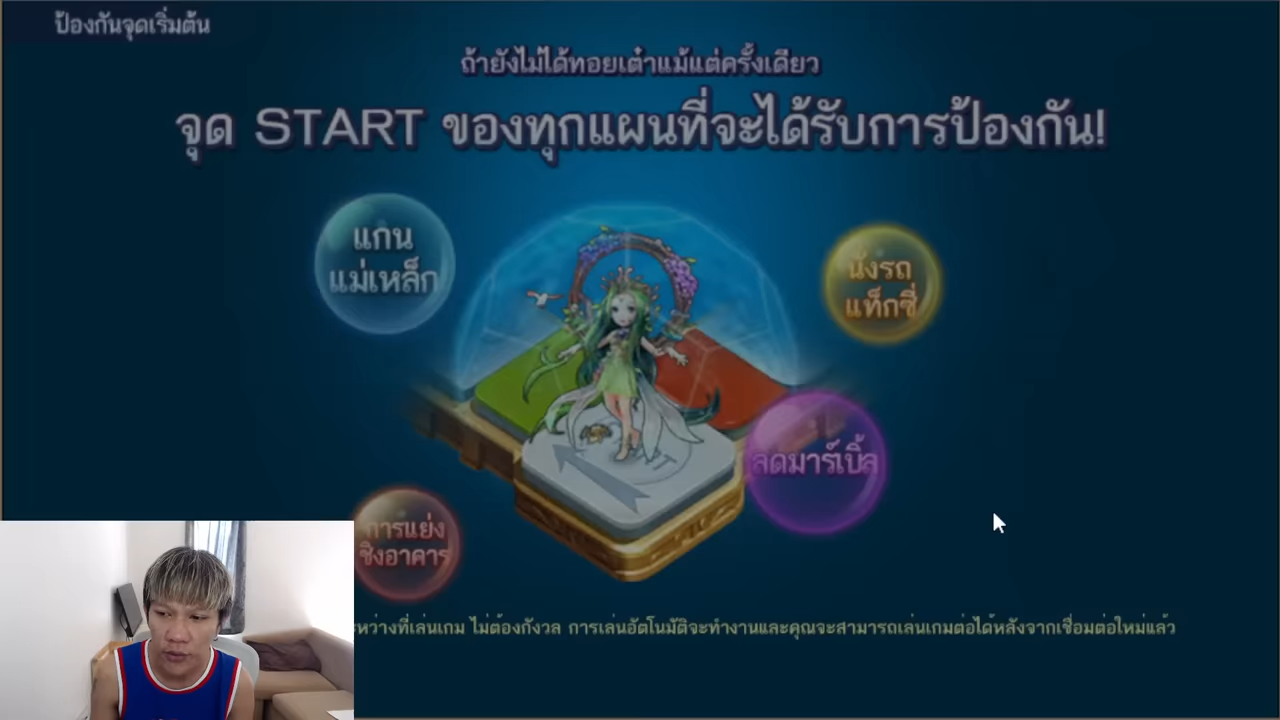 ป้องกันจุดเริ่มต้น
ถ้ายังไม่ได้ทอยเต๋าแม้แต่ครั้งเดียว
จุด START ของทุกแผนที่จะได้รับการป้องกัน!
แกน
แม่เหล็ก
นั่งรถ
แท็กซี่
ลดมาร์เบิ้ล
การแย่ง
ชิงอาคาร
หว่างที่เล่นเกม ไม่ต้องกังวล การเล่นอัตโนมัติจะทำงานและคุณจะสามารถเล่นเกมต่อได้หลังจากเชื่อมต่อใหม่แล้ว